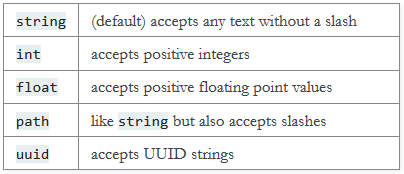 string (default) accepts any text without a slash
int accepts positive integers
float accepts positive floating point values
path like string but also accepts slashes
uuid accepts UUID strings